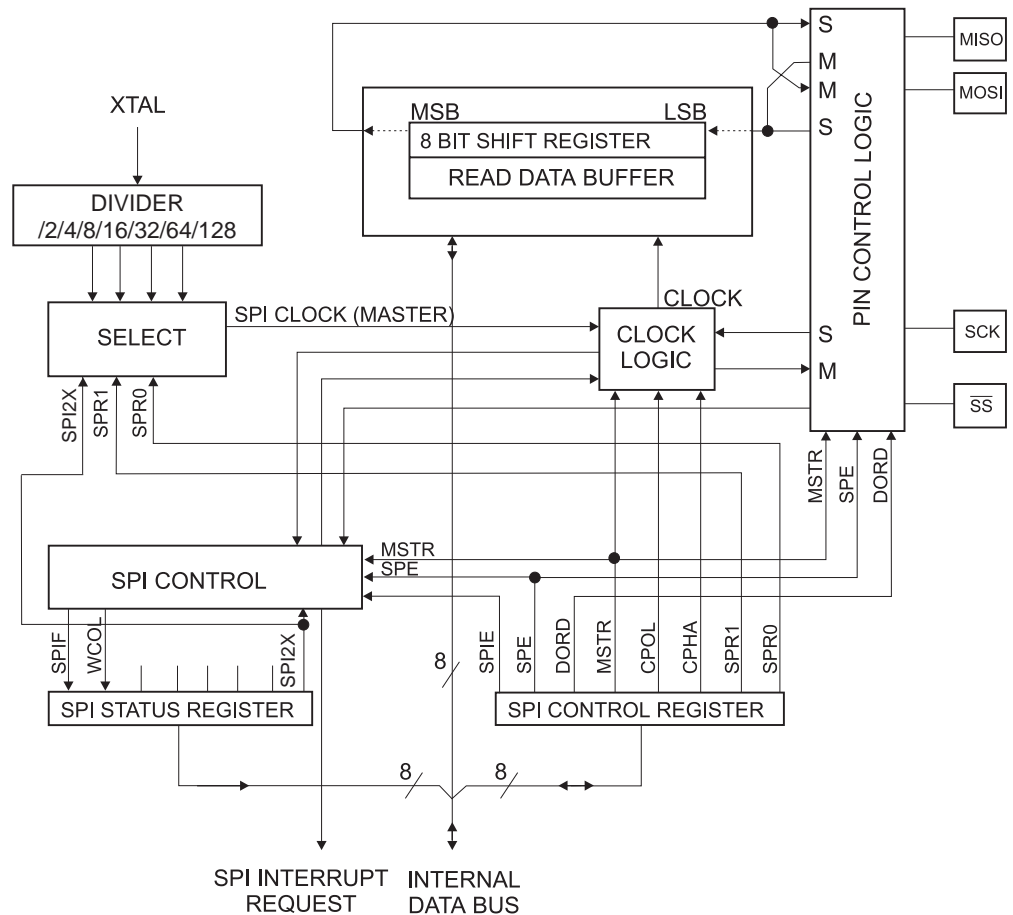 S
MISO
M
M
MOSI
MSB
LSB
S
8 BIT SHIFT REGISTER
READ DATA BUFFER
XTAL
DIVIDER
/2/4/8/16/32/64/128
PIN CONTROL LOGIC
SPI CLOCK (MASTER)
CLOCK
SELECT
CLOCK
LOGIC
S
SCK
M
SPI2X
SPR1
SPR0
SS
MSTR
SPE
DORD
MSTR
SPE
SPI CONTROL
SPIF
WCOL
SPI2X
8
SPIE
SPE
DORD
MSTR
CPOL
CPHA
SPR1
SPR0
SPI STATUS REGISTER
SPI CONTROL REGISTER
8
8
SPI INTERRUPT
REQUEST
INTERNAL
DATA BUS